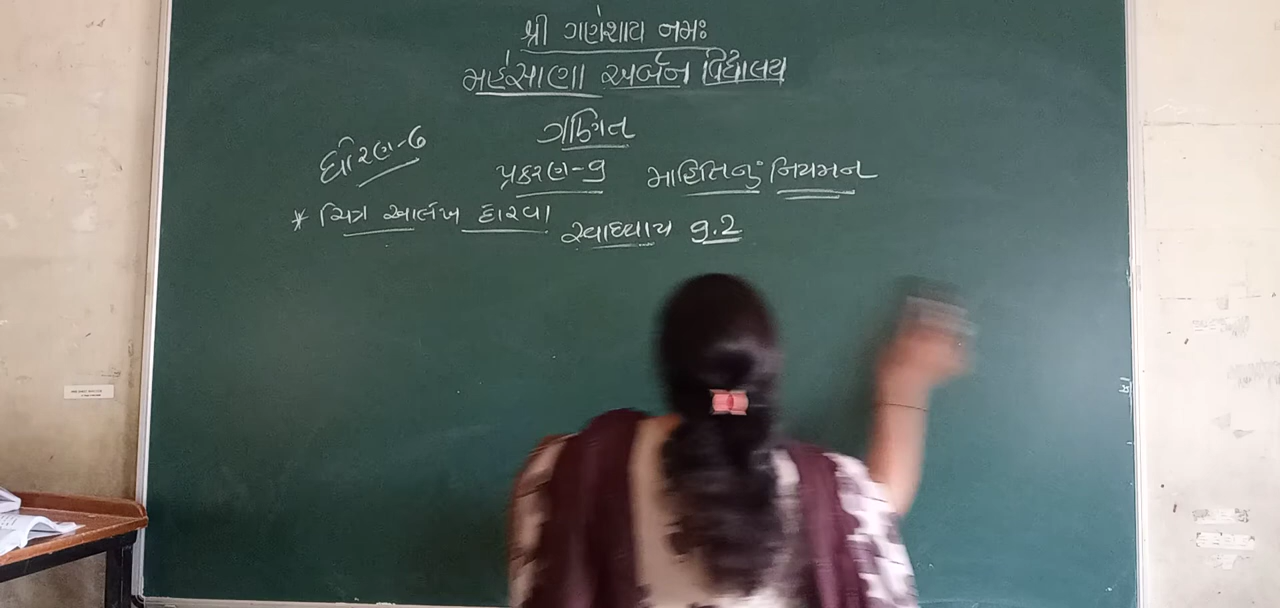 શ્રી ગણેશાય નમઃ
મહેસાણા અર્બન વિદ્યાલય
ગણિત
ધોરણ-6
પ્રકરણ-9 માહિતિનું નિયમન
* ચિત્ર આલેખ દોરવા
સ્વાધ્યાય 9.2